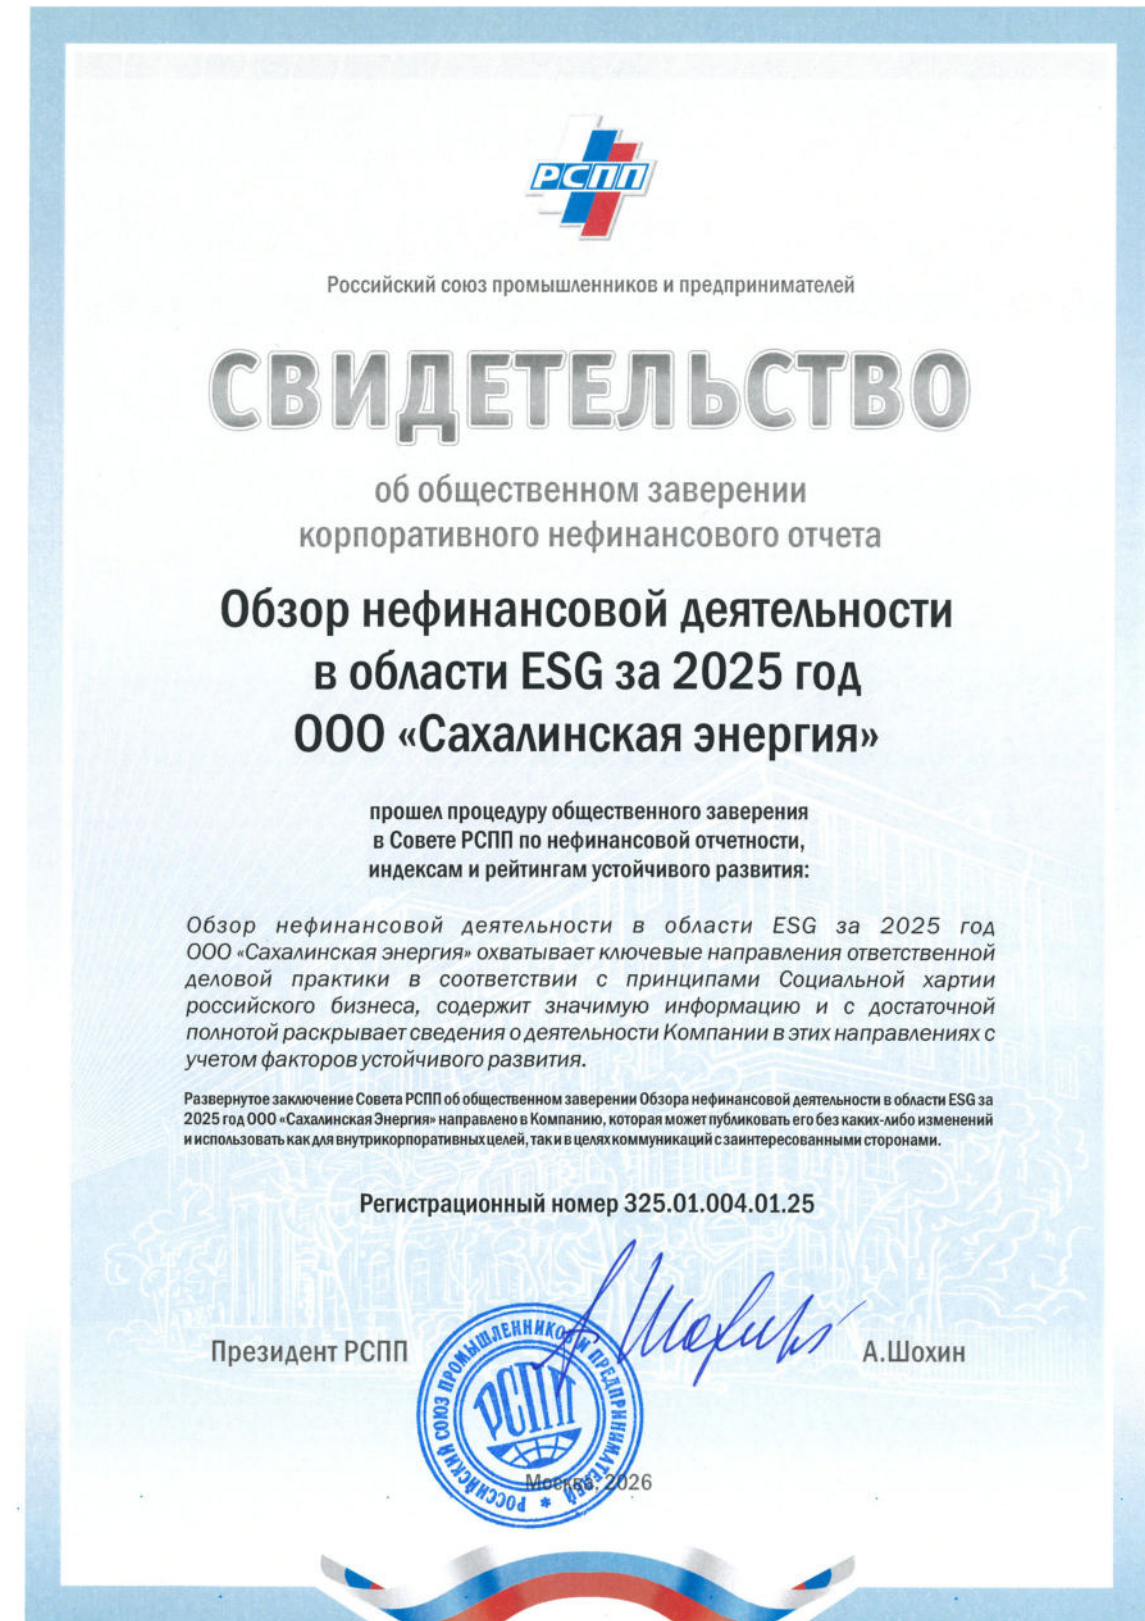 РСПП
Российский союз промышленников и предпринимателей
СВИДЕТЕЛЬСТВО
об общественном заверении
корпоративного нефинансового отчета
Обзор нефинансовой деятельности
в области ESG за 2025 год
ООО «Сахалинская энергия»
прошел процедуру общественного заверения
в Совете РСПП по нефинансовой отчетности,
индексам и рейтингам устойчивого развития:
Обзор нефинансовой деятельности в области ESG за 2025 год
ООО «Сахалинская энергия» охватывает ключевые направления ответственной
деловой практики в соответствии с принципами Социальной хартии
российского бизнеса, содержит значимую информацию и с достаточной
полнотой раскрывает сведения о деятельности Компании в этих направлениях с
учетом факторов устойчивого развития.
Развернутое заключение Совета РСПП об общественном заверении Обзора нефинансовой деятельности в области ESG за
2025 год ООО «Сахалинская Энергия» направлено в Компанию, которая может публиковать его без каких-либо изменений
и использовать как для внутрикорпоративных целей, так и в целях коммуникаций с заинтересованными сторонами.
Регистрационный номер 325.01.004.01.25
Президент РСПП
А.Шохин
РОССИЙСКИЙ СОЮЗ ПРОМЫШЛЕННИКОВ И ПРЕДПРИНИМАТЕЛЕЙ *
РСПП
А Шохин
Москва, 2026